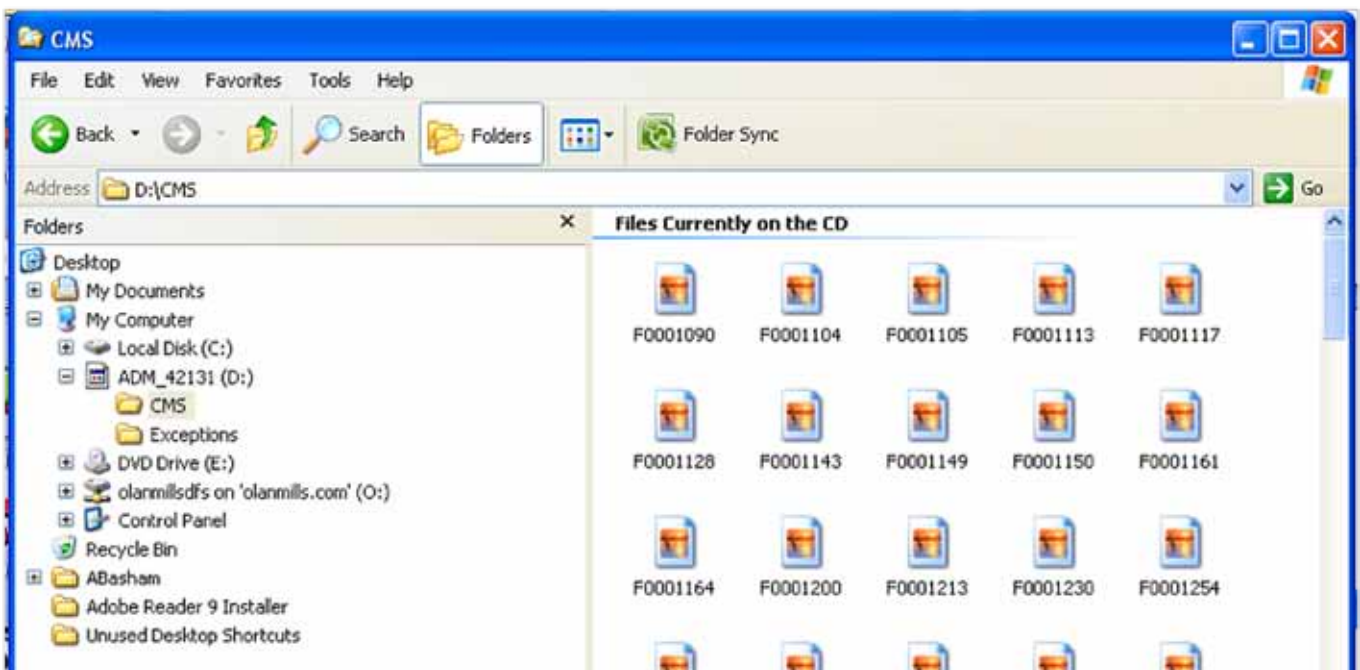 CMS
File Edit View Favorites Tools Help
Back Search Folders Folder Sync
Address D:\CMS Go
Folders
Desktop
My Documents
My Computer
Local Disk (C:)
ADM_42131 (D:)
CMS
Exceptions
DVD Drive (E:)
olanmillsdfs on 'olanmills.com' (O:)
Control Panel
Recycle Bin
ABasham
Adobe Reader 9 Installer
Unused Desktop Shortcuts
Files Currently on the CD
F0001090 F0001104 F0001105 F0001113 F0001117
F0001128 F0001143 F0001149 F0001150 F0001161
F0001164 F0001200 F0001213 F0001230 F0001254